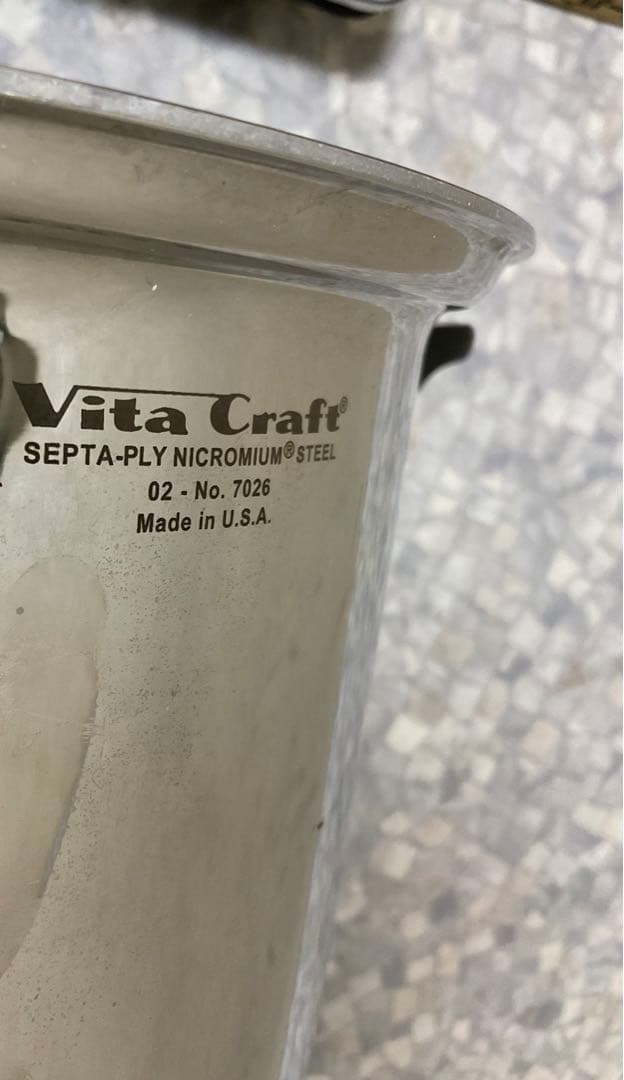 Vita Craft®
SEPTA-PLY NICROMIUM® STEEL
02 - No. 7026
Made in U.S.A.